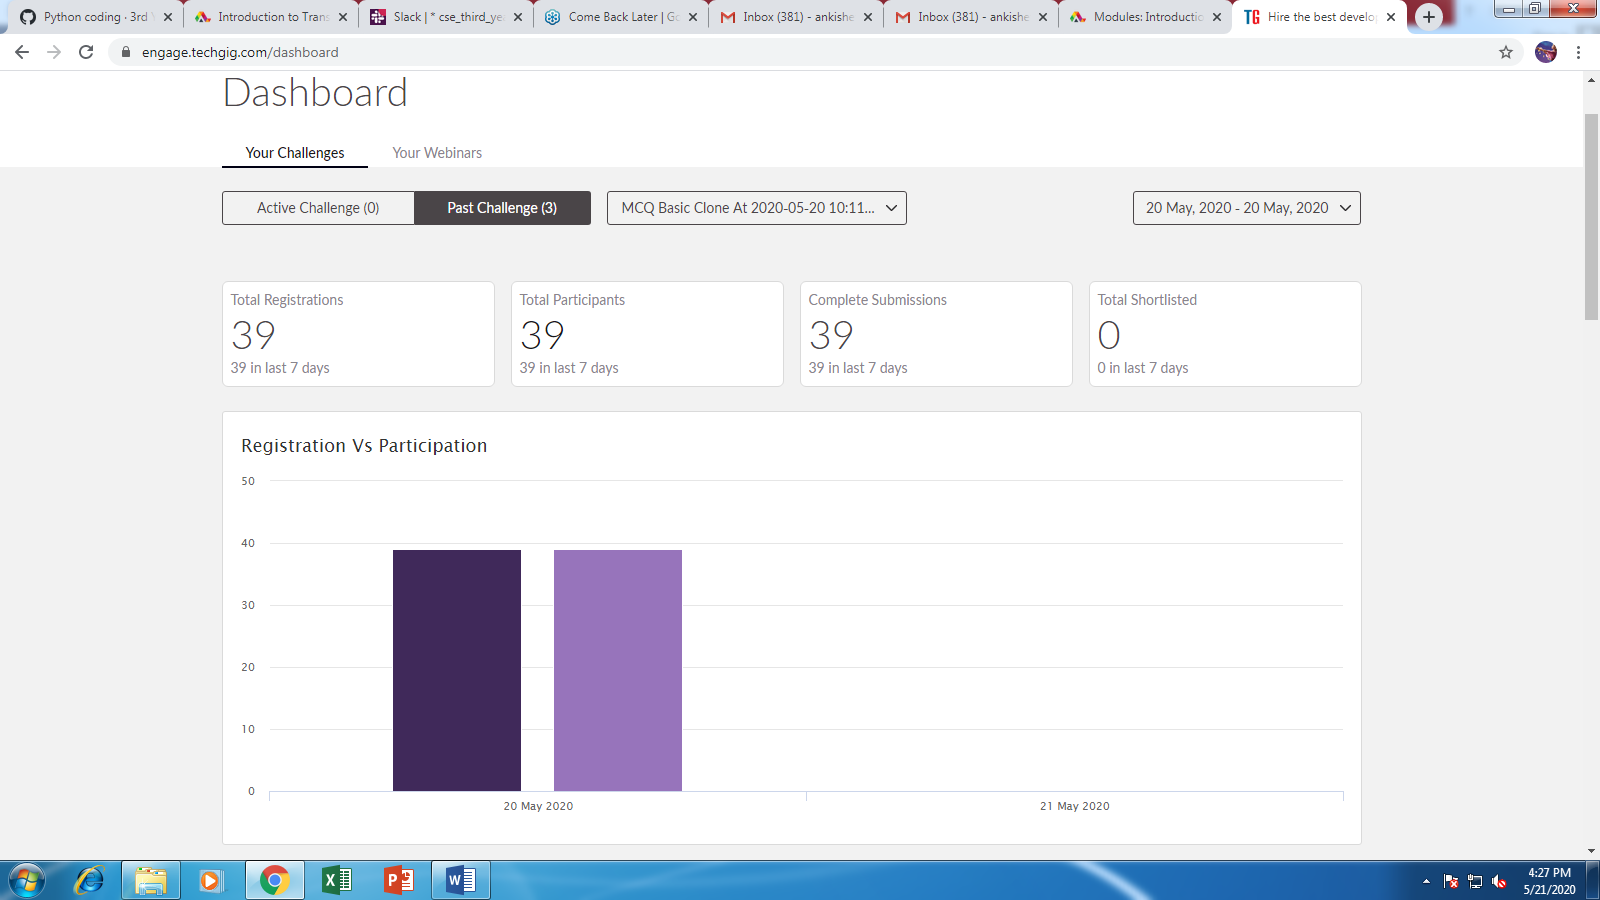 Python coding · 3rd Y
Introduction to Trans
Slack | * cse_third_yea
Come Back Later | Go
Inbox (381) - ankishe
Inbox (381) - ankishe
Modules: Introductio
TG Hire the best develop
engage.techgig.com/dashboard
Dashboard
Your Challenges
Your Webinars
Active Challenge (0)
Past Challenge (3)
MCQ Basic Clone At 2020-05-20 10:11...
20 May, 2020 - 20 May, 2020
Total Registrations
39
39 in last 7 days
Total Participants
39
39 in last 7 days
Complete Submissions
39
39 in last 7 days
Total Shortlisted
0
0 in last 7 days
Registration Vs Participation
50
40
30
20
10
0
20 May 2020
21 May 2020
4:27 PM
5/21/2020